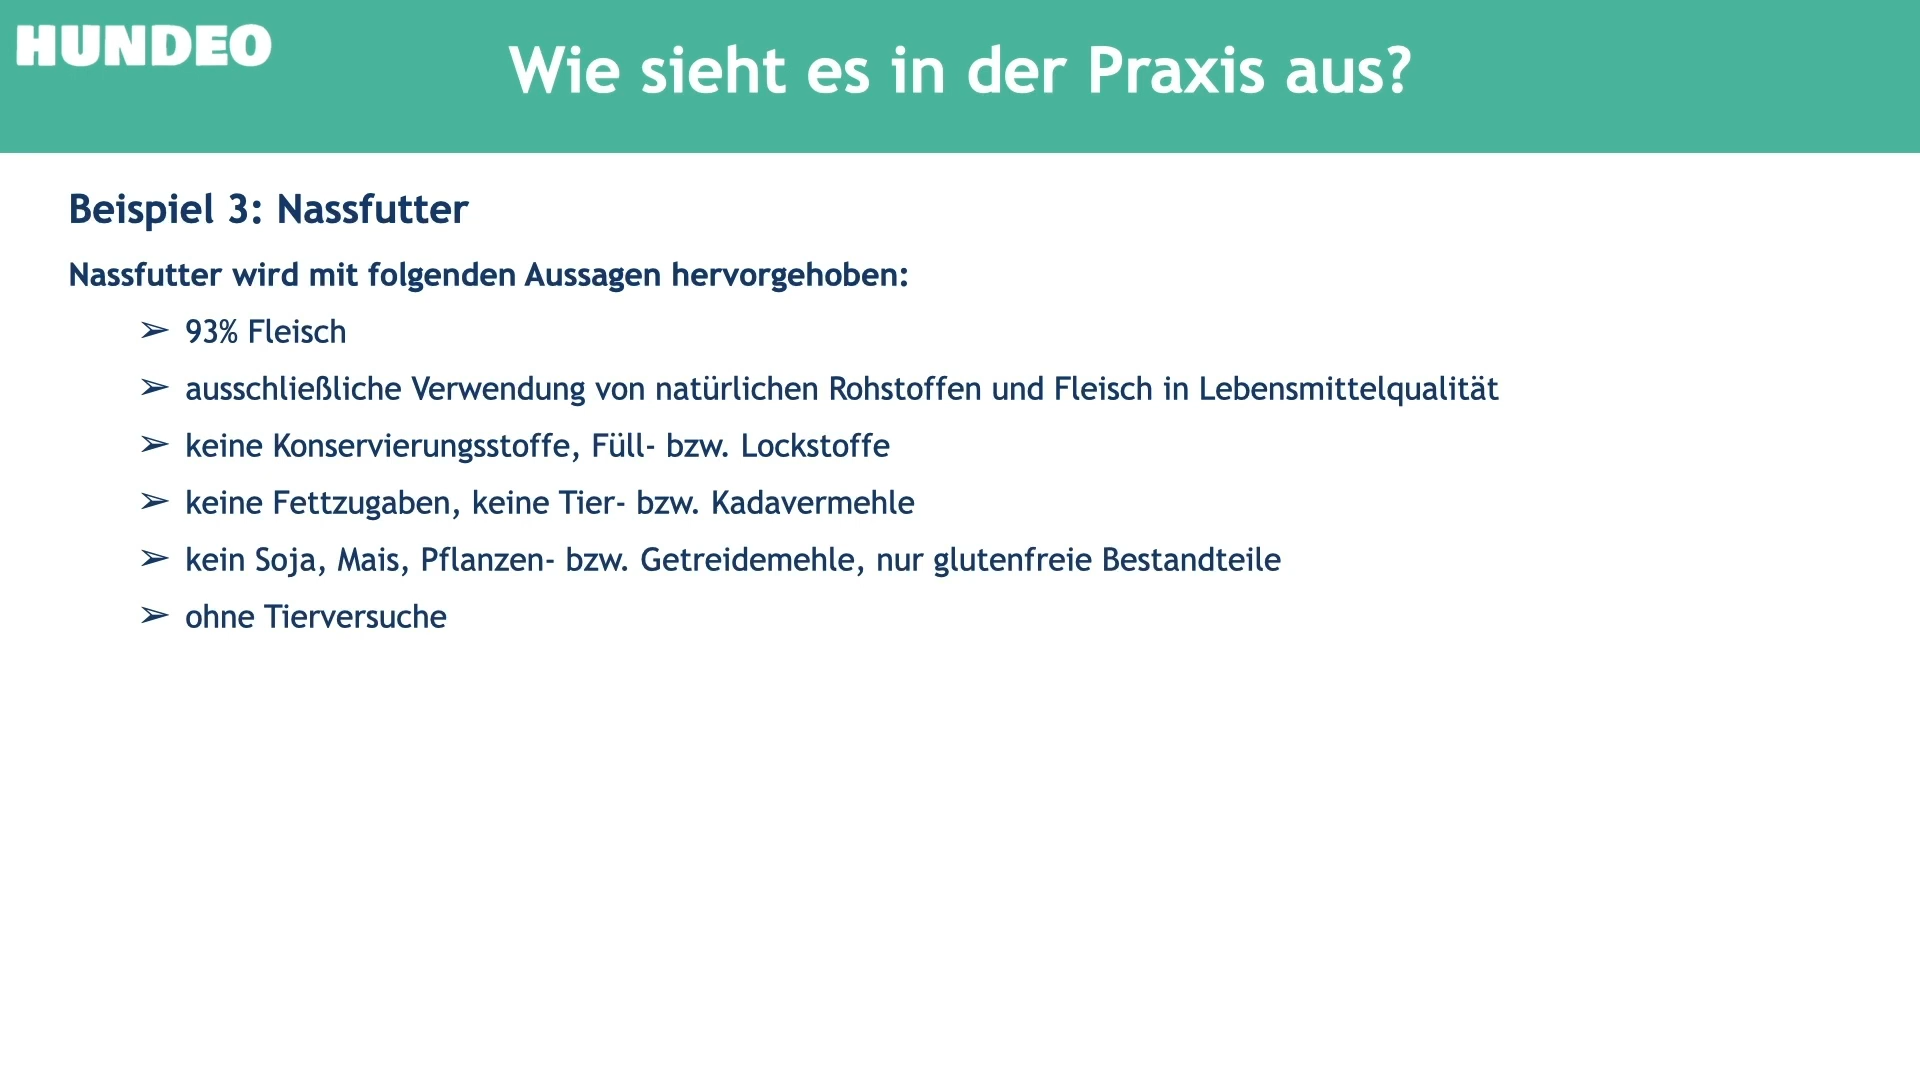 HUNDEO
Wie sieht es in der Praxis aus?
Beispiel 3: Nassfutter
Nassfutter wird mit folgenden Aussagen hervorgehoben:
➢ 93% Fleisch
➢ ausschließliche Verwendung von natürlichen Rohstoffen und Fleisch in Lebensmittelqualität
➢ keine Konservierungsstoffe, Füll- bzw. Lockstoffe
➢ keine Fettzugaben, keine Tier- bzw. Kadavermehle
➢ kein Soja, Mais, Pflanzen- bzw. Getreidemehle, nur glutenfreie Bestandteile
➢ ohne Tierversuche